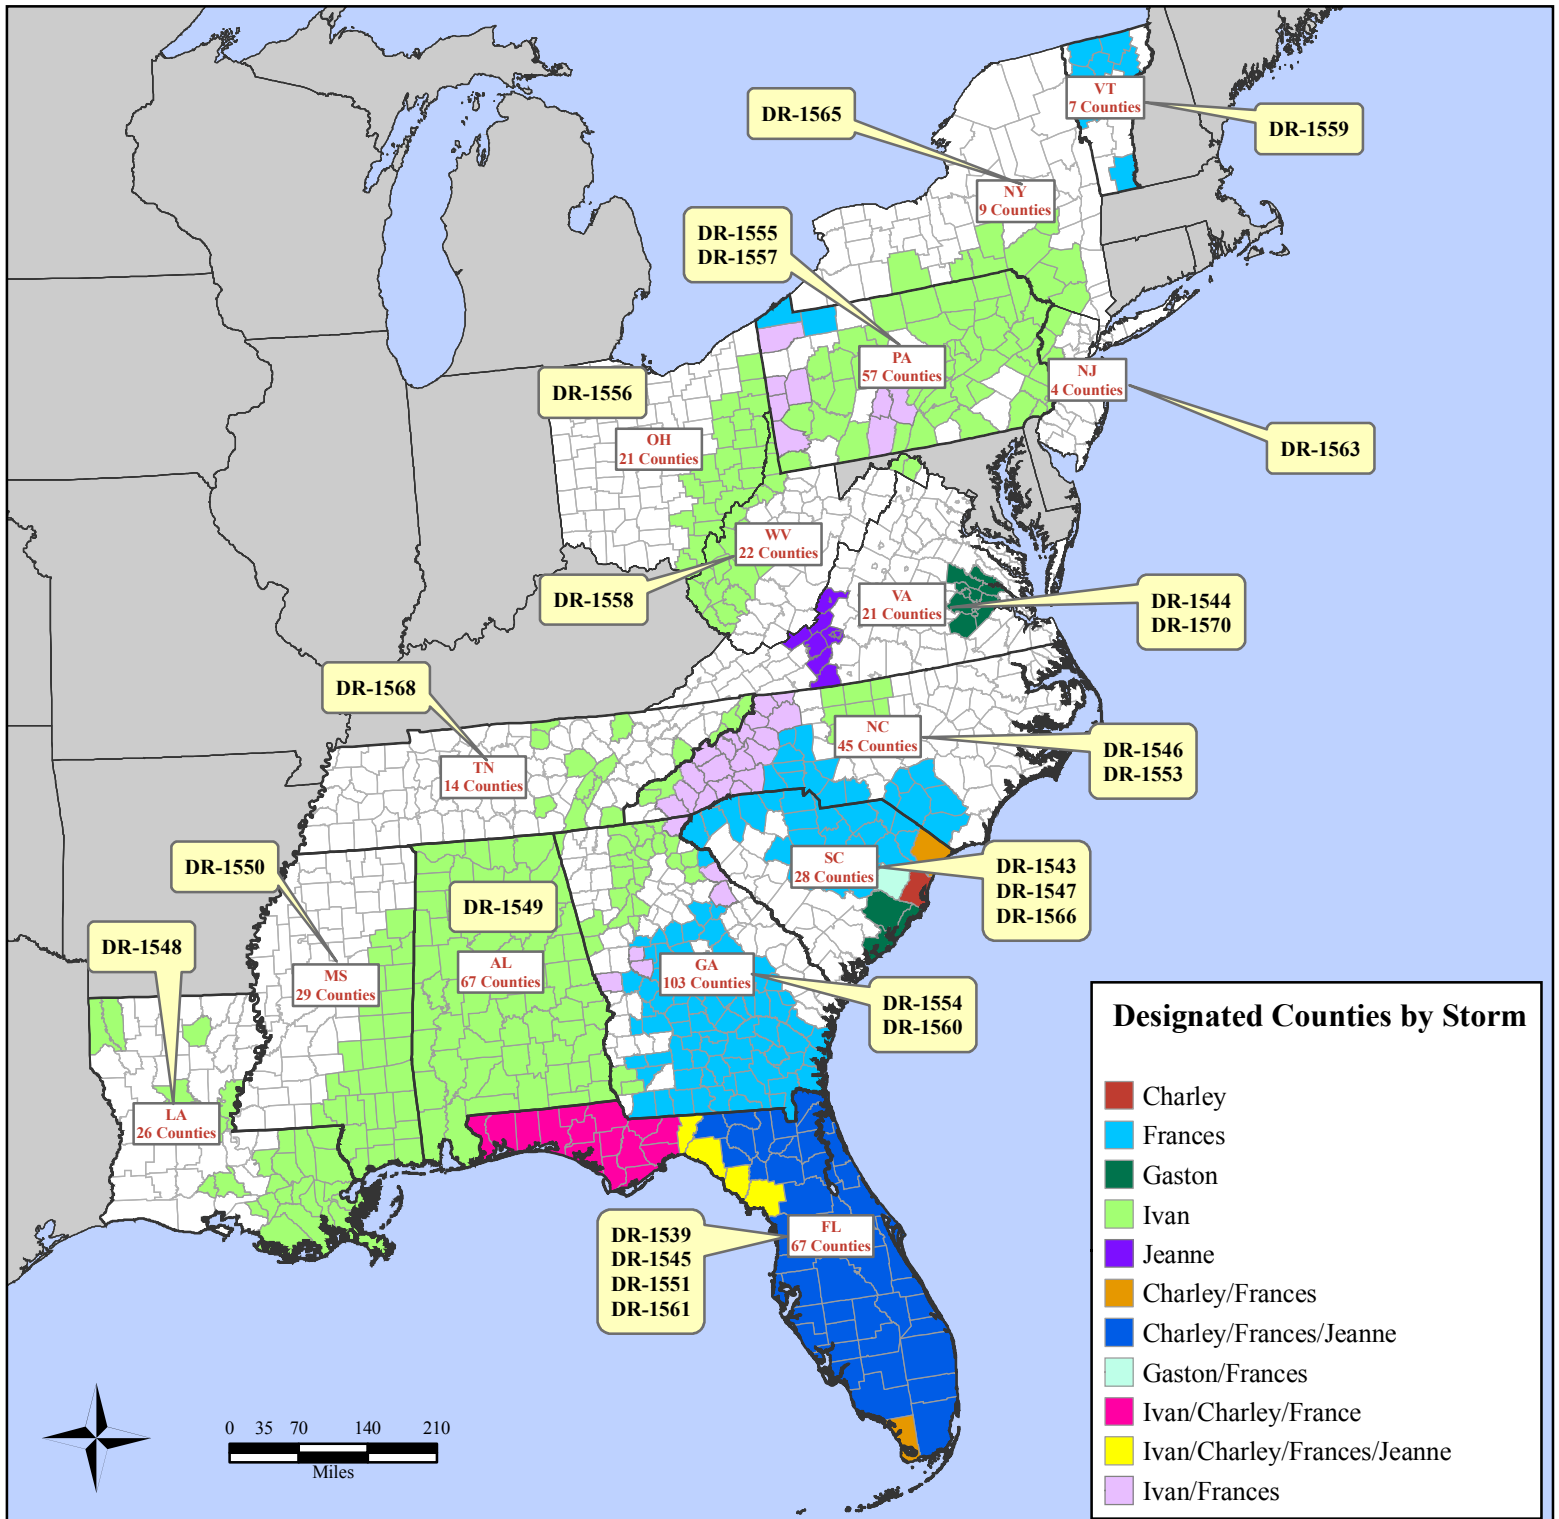 VT
7 Counties
DR-1565
DR-1559
NY
9 Counties
DR-1555
DR-1557
PA
57 Counties
NJ
4 Counties
DR-1556
OH
21 Counties
DR-1563
WV
22 Counties
DR-1558
VA
21 Counties
DR-1544
DR-1570
DR-1568
NC
45 Counties
DR-1546
DR-1553
TN
14 Counties
DR-1550
SC
28 Counties
DR-1543
DR-1547
DR-1566
DR-1549
DR-1548
MS
29 Counties
AL
67 Counties
GA
103 Counties
DR-1554
DR-1560
LA
26 Counties
DR-1539
DR-1545
DR-1551
DR-1561
FL
67 Counties
Designated Counties by Storm
Charley
Frances
Gaston
Ivan
Jeanne
Charley/Frances
Charley/Frances/Jeanne
Gaston/Frances
Ivan/Charley/France
Ivan/Charley/Frances/Jeanne
Ivan/Frances
0 35 70 140 210
Miles